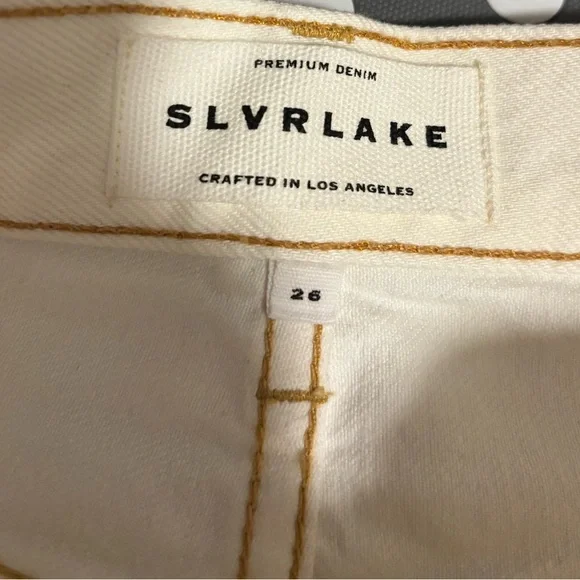 PREMIUM DENIM
SLVRLAKE
CRAFTED IN LOS ANGELES
26